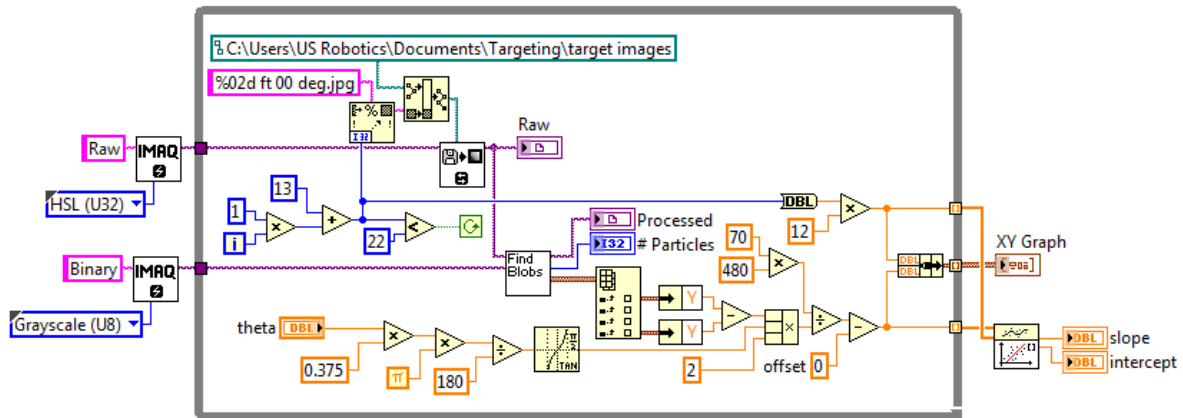 C:\Users\US Robotics\Documents\Targeting\target images
%02d ft 00 deg.jpg
%
I32
Raw
Raw
IMAQ
HSL (U32)
13
1
i
22
DBL
12
Processed
I32
# Particles
70
480
XY Graph
DBL
DBL
Binary
IMAQ
Grayscale (U8)
Find
Blobs
Y
Y
theta
DBL
0.375
π
180
TAN
2
offset
0
DBL
slope
DBL
intercept